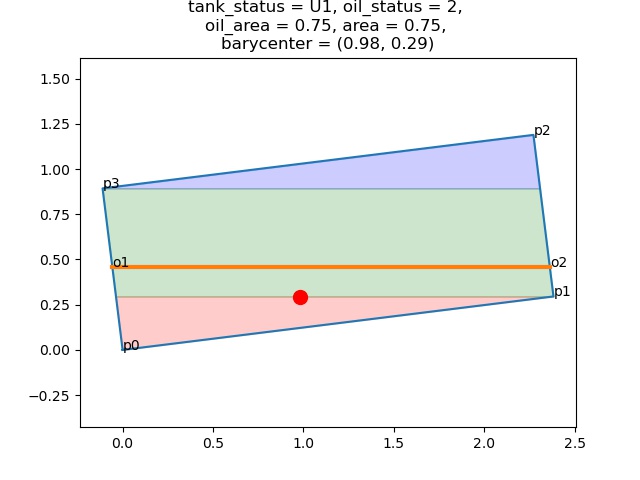 tank_status = U1, oil_status = 2,
oil_area = 0.75, area = 0.75,
barycenter = (0.98, 0.29)
1.50
1.25
p2
1.00
p3
0.75
0.50
o1
o2
0.25
p1
0.00
p0
−0.25
0.0 0.5 1.0 1.5 2.0 2.5